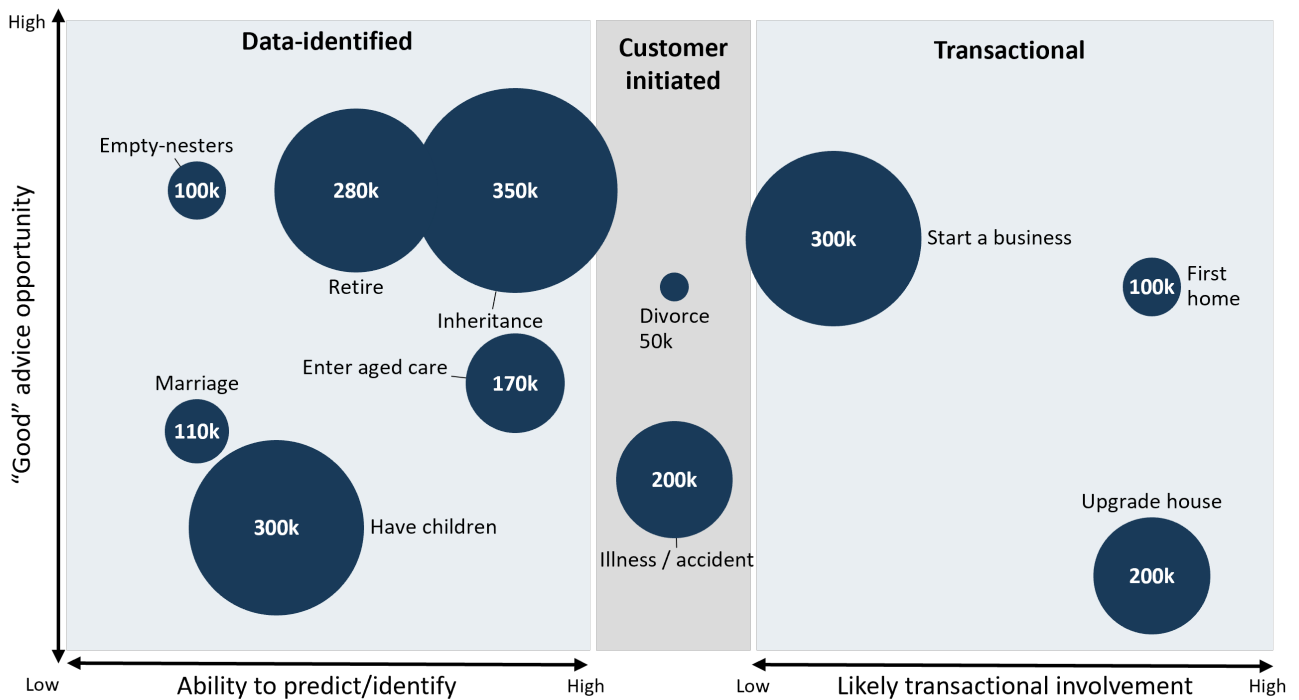 High
Data-identified
Customer
initiated
Transactional
Empty-nesters
100k
280k
350k
Retire
Inheritance
300k
Start a business
100k
First
home
Divorce
50k
Enter aged care
170k
Marriage
110k
300k
Have children
200k
Illness / accident
Upgrade house
200k
“Good” advice opportunity
Low
Ability to predict/identify
High
Low
Likely transactional involvement
High